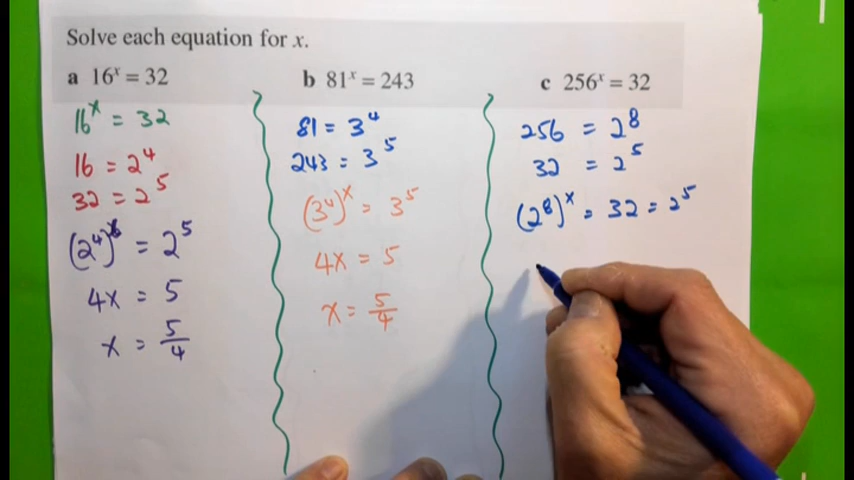 Solve each equation for x.
a 16ˣ = 32
b 81ˣ = 243
c 256ˣ = 32
16ˣ = 32
16 = 2⁴
32 = 2⁵
(2⁴)ˣ = 2⁵
4x = 5
x = 5/4
81 = 3⁴
243 = 3⁵
(3⁴)ˣ = 3⁵
4x = 5
x = 5/4
256 = 2⁸
32 = 2⁵
(2⁸)ˣ = 32 = 2⁵